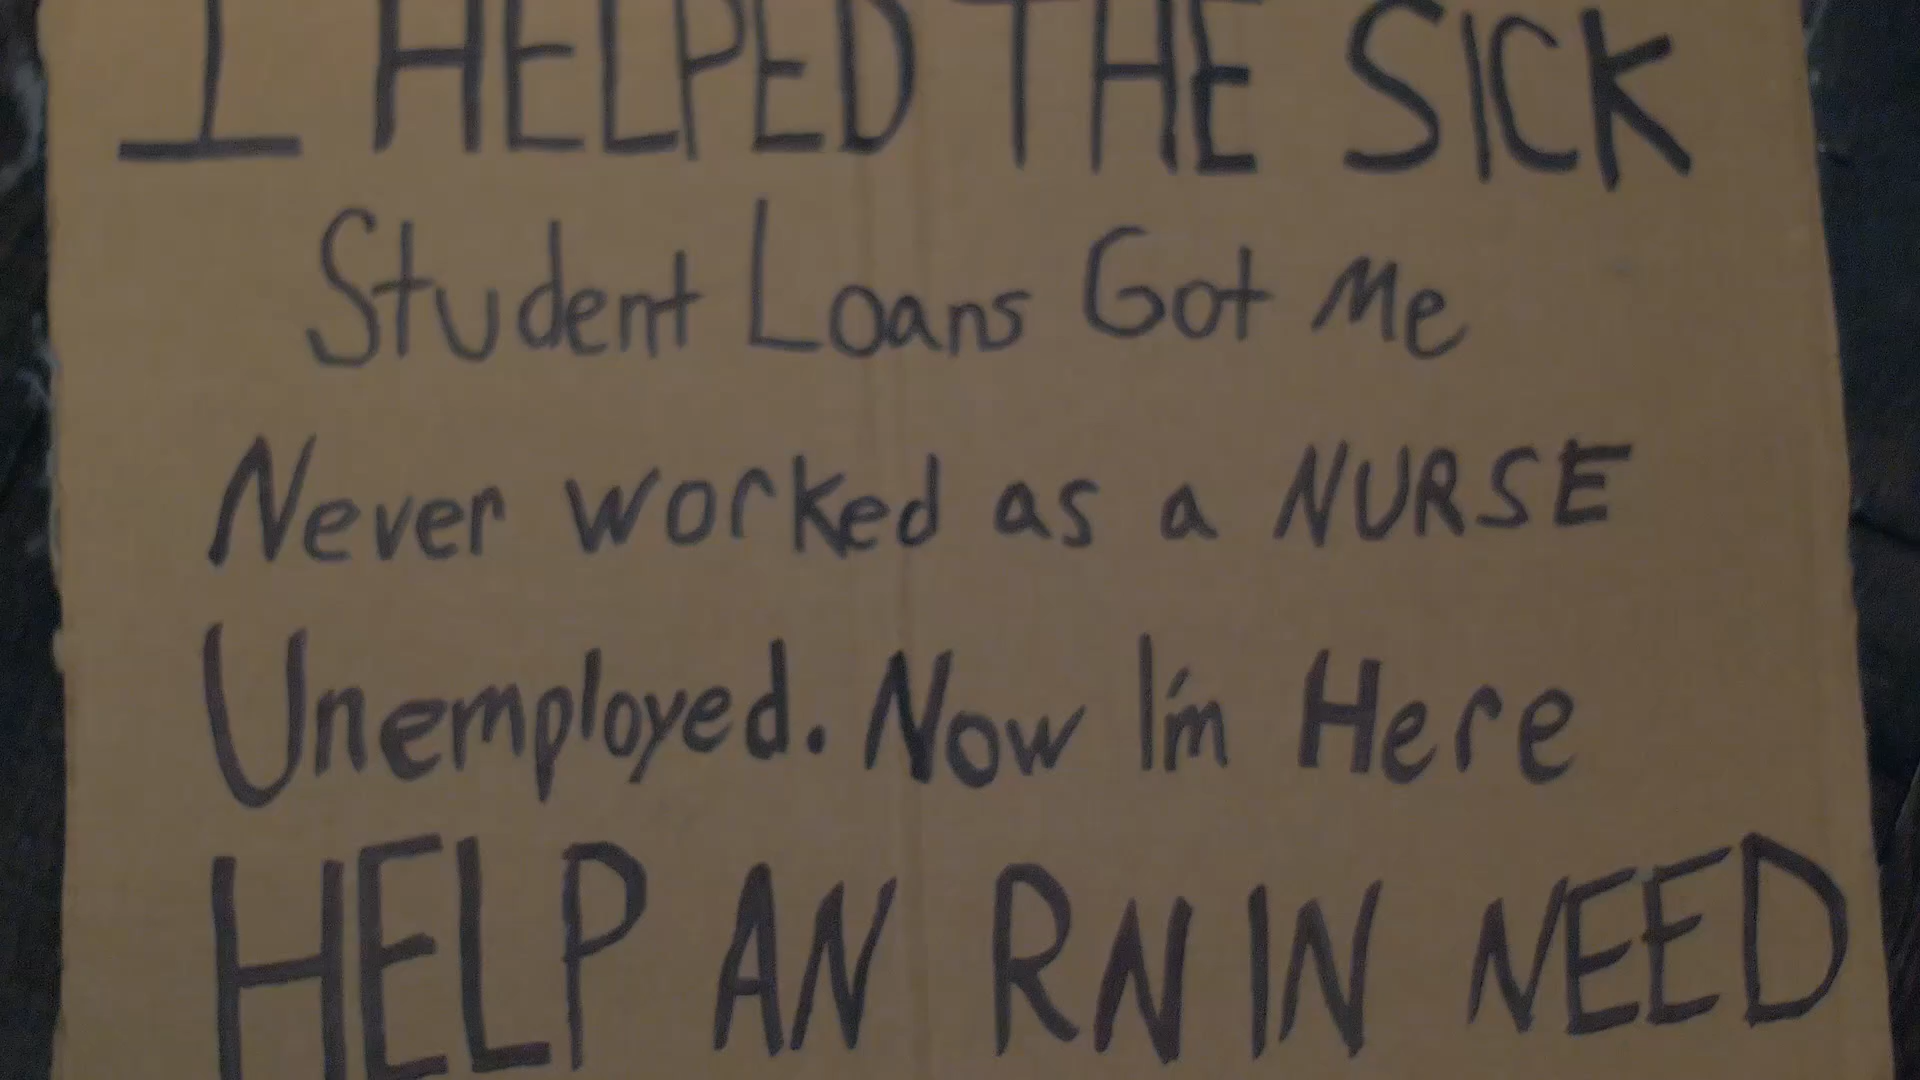 I HELPED THE SICK
Student Loans Got Me
Never worked as a NURSE
Unemployed. Now I'm Here
HELP AN RN IN NEED